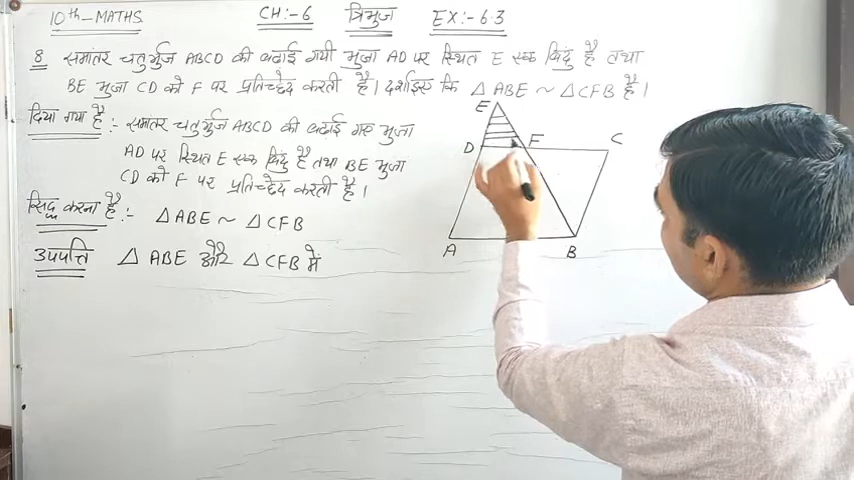 10th-MATHS CH:-6 त्रिभुज EX:-6.3
8 समांतर चतुर्भुज ABCD की बढ़ाई गयी भुजा AD पर स्थित E एक बिंदु है तथा
BE भुजा CD को F पर प्रतिच्छेद करती है। दर्शाइए कि △ ABE ~ △CFB है।
दिया गया है:- समांतर चतुर्भुज ABCD की बढाई गई भुजा
AD पर स्थित E एक बिंदु है तथा BE भुजा
CD को F पर प्रतिच्छेद करती है।
सिद्ध करना है:- △ABE ~ △CFB
उपपत्ति △ ABE और △CFB में
E
D F C
A B